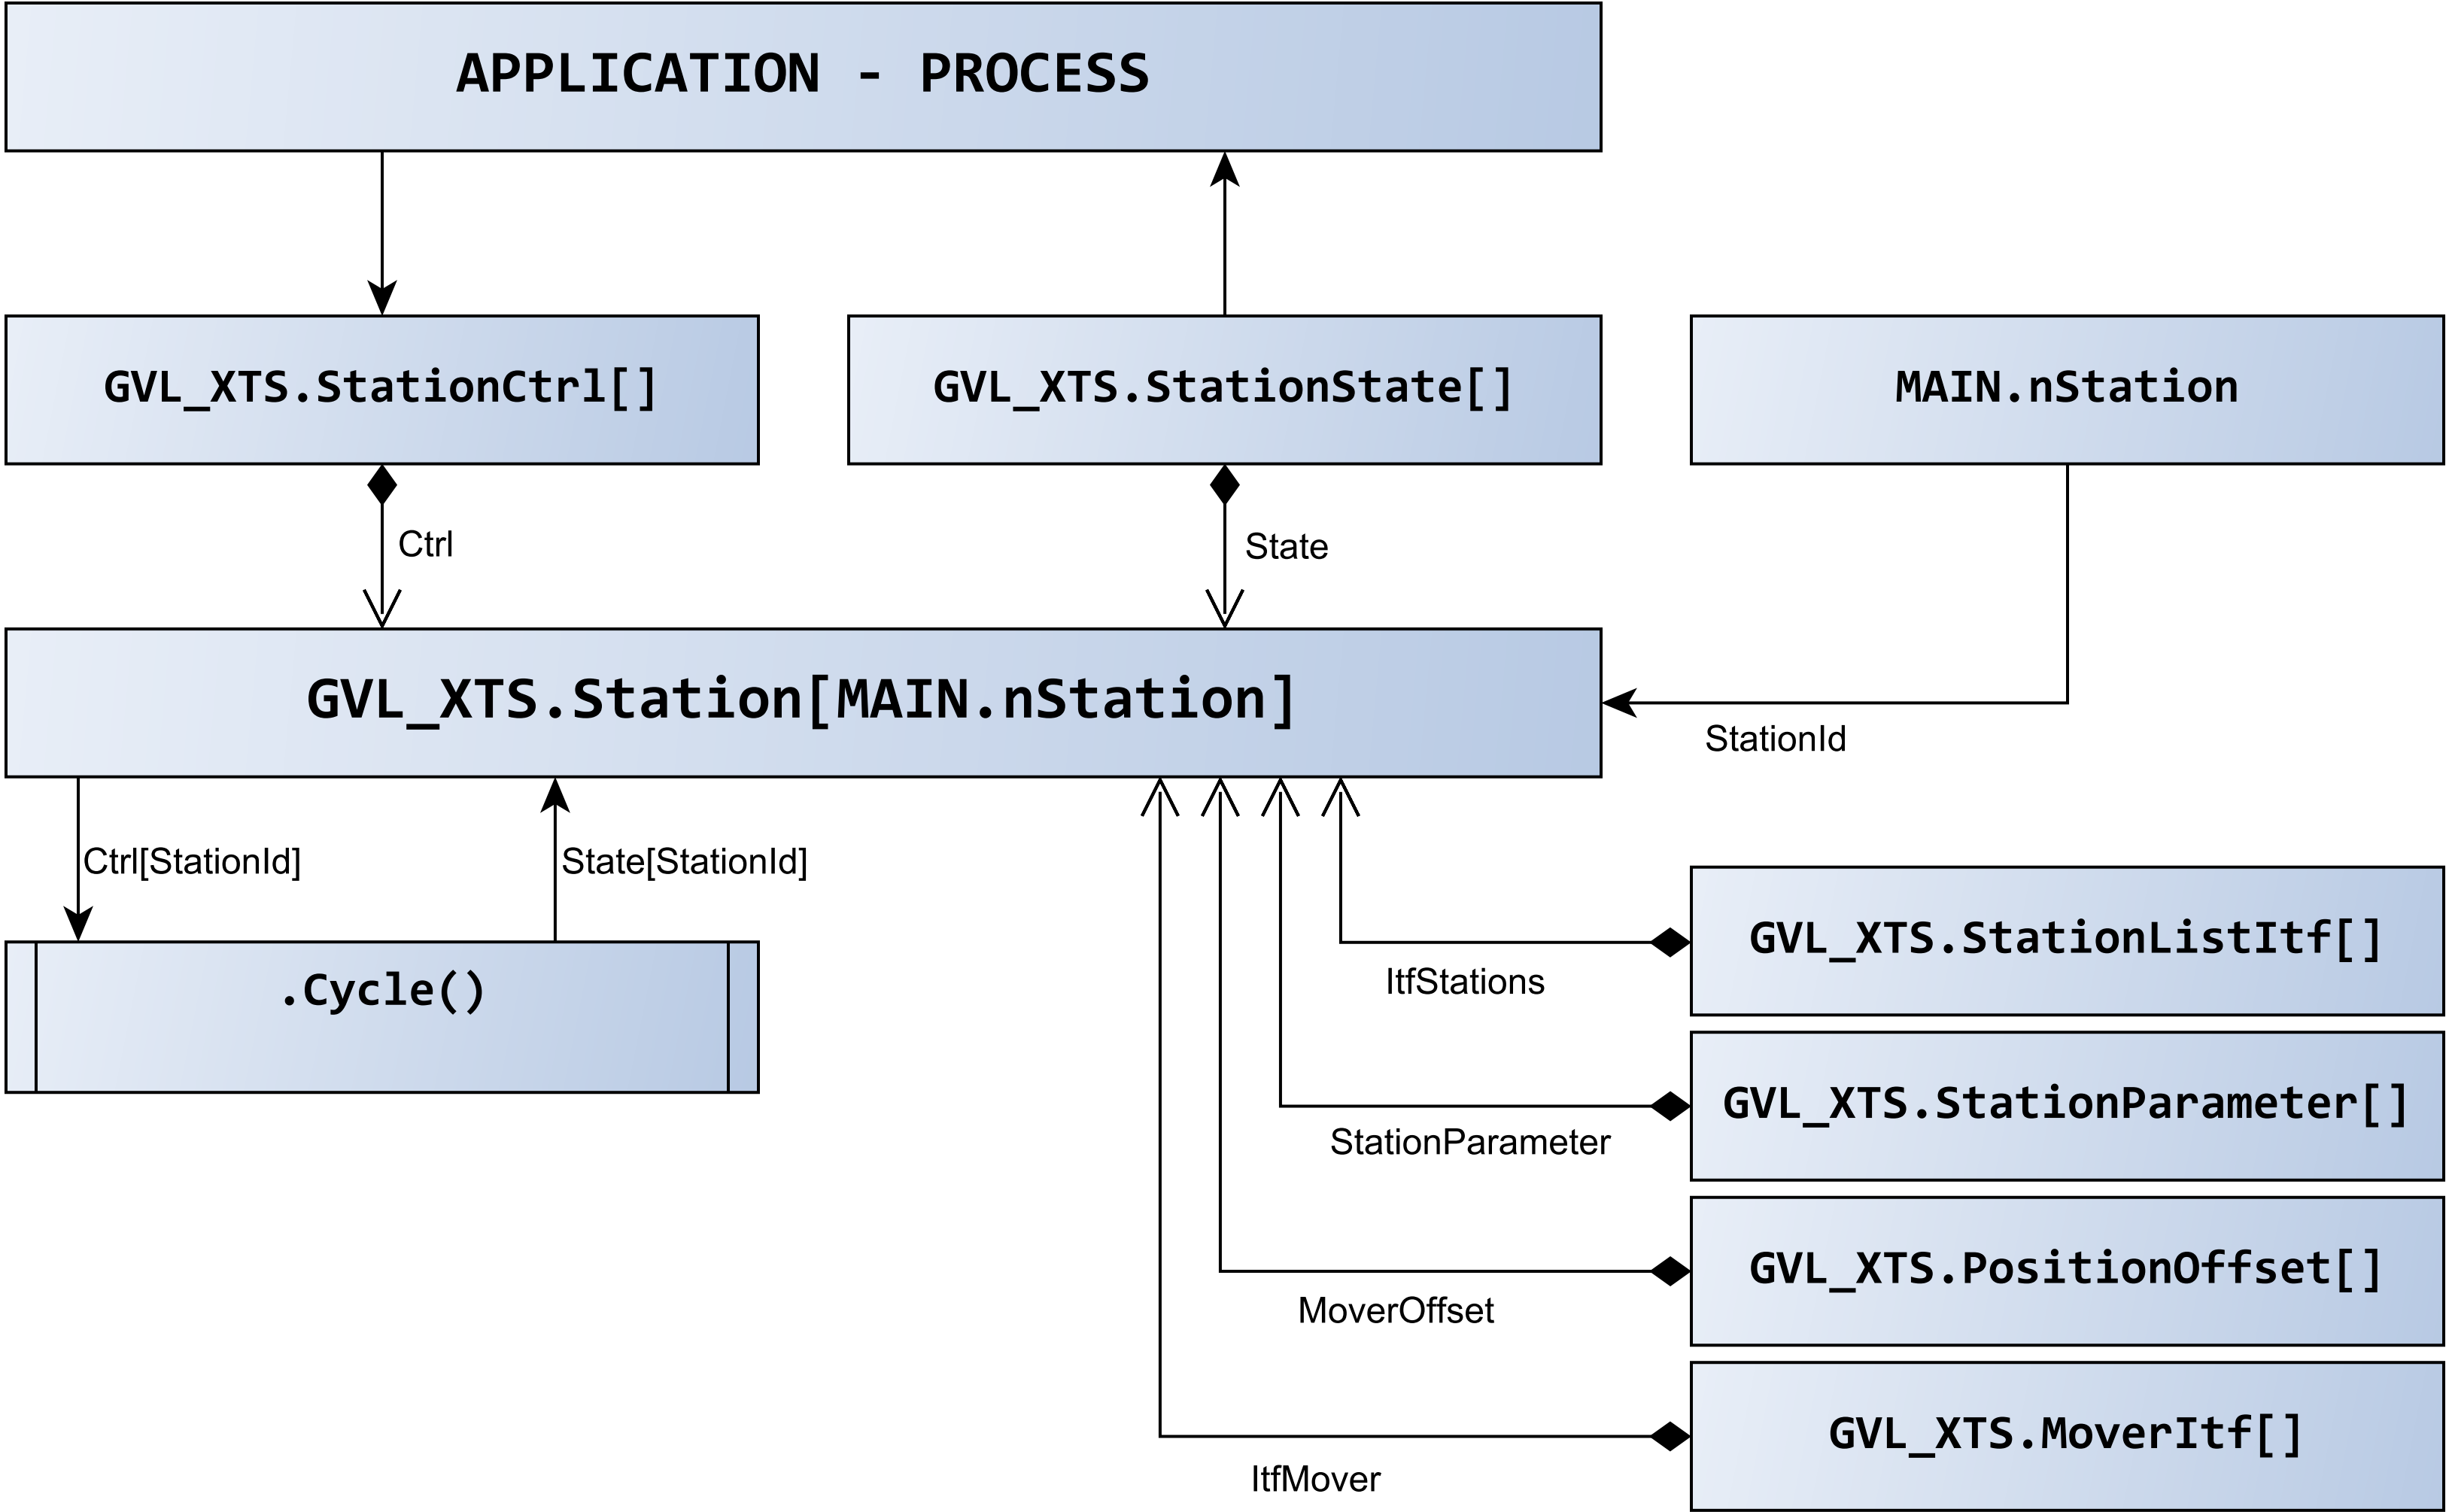 APPLICATION - PROCESS
GVL_XTS.StationCtrl[]
GVL_XTS.StationState[]
MAIN.nStation
Ctrl
State
GVL_XTS.Station[MAIN.nStation]
StationId
Ctrl[StationId]
State[StationId]
.Cycle()
GVL_XTS.StationListItf[]
ItfStations
GVL_XTS.StationParameter[]
StationParameter
GVL_XTS.PositionOffset[]
MoverOffset
GVL_XTS.MoverItf[]
ItfMover